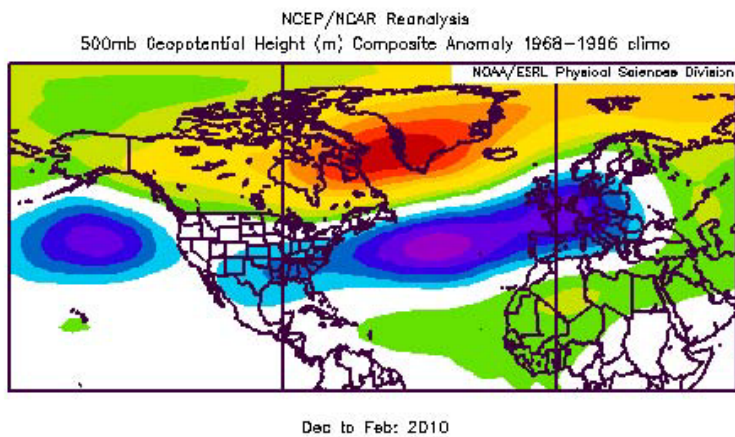 NCEP/NCAR Reanalysis
500mb Geopotential Height (m) Composite Anomaly 1968-1996 climo
NOAA/ESRL Physical Sciences Division
Dec to Feb: 2010